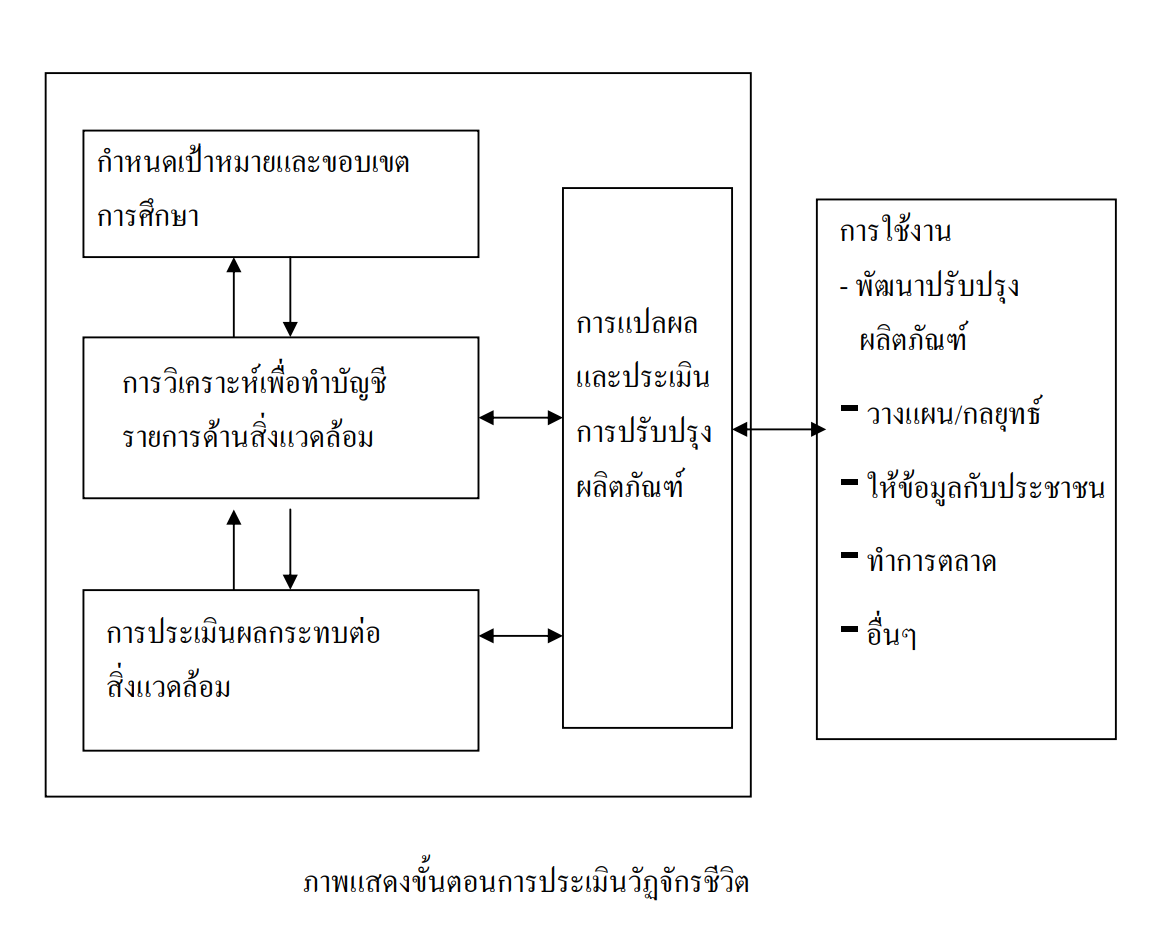 กำหนดเป้าหมายและขอบเขต
การศึกษา
การวิเคราะห์เพื่อทำบัญชี
รายการด้านสิ่งแวดล้อม
การประเมินผลกระทบต่อ
สิ่งแวดล้อม
การแปลผล
และประเมิน
การปรับปรุง
ผลิตภัณฑ์
การใช้งาน
- พัฒนาปรับปรุง
ผลิตภัณฑ์
- วางแผน/กลยุทธ์
- ให้ข้อมูลกับประชาชน
- ทำการตลาด
- อื่นๆ
ภาพแสดงขั้นตอนการประเมินวัฏจักรชีวิต